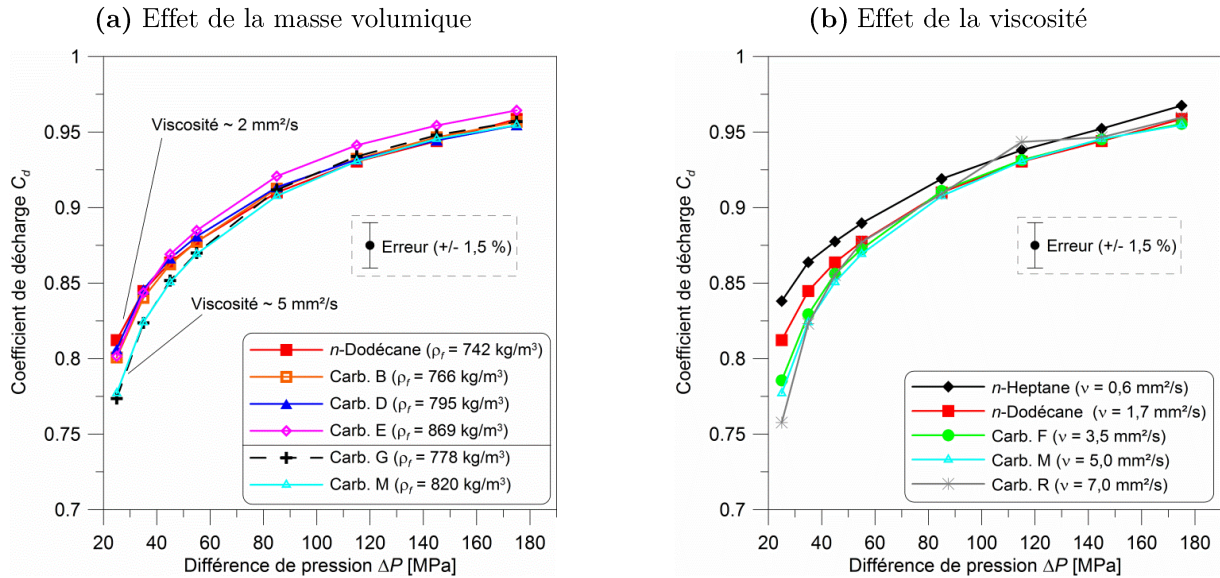 (a) Effet de la masse volumique
1
0.95
0.9
0.85
0.8
0.75
0.7
Coefficient de décharge Cd
Viscosité ~ 2 mm²/s
Viscosité ~ 5 mm²/s
Erreur (+/- 1,5 %)
n-Dodécane (ρf = 742 kg/m³)
Carb. B (ρf = 766 kg/m³)
Carb. D (ρf = 795 kg/m³)
Carb. E (ρf = 869 kg/m³)
Carb. G (ρf = 778 kg/m³)
Carb. M (ρf = 820 kg/m³)
20 40 60 80 100 120 140 160 180
Différence de pression ΔP [MPa]
(b) Effet de la viscosité
1
0.95
0.9
0.85
0.8
0.75
0.7
Coefficient de décharge Cd
Erreur (+/- 1,5 %)
n-Heptane (ν = 0,6 mm²/s)
n-Dodécane (ν = 1,7 mm²/s)
Carb. F (ν = 3,5 mm²/s)
Carb. M (ν = 5,0 mm²/s)
Carb. R (ν = 7,0 mm²/s)
20 40 60 80 100 120 140 160 180
Différence de pression ΔP [MPa]